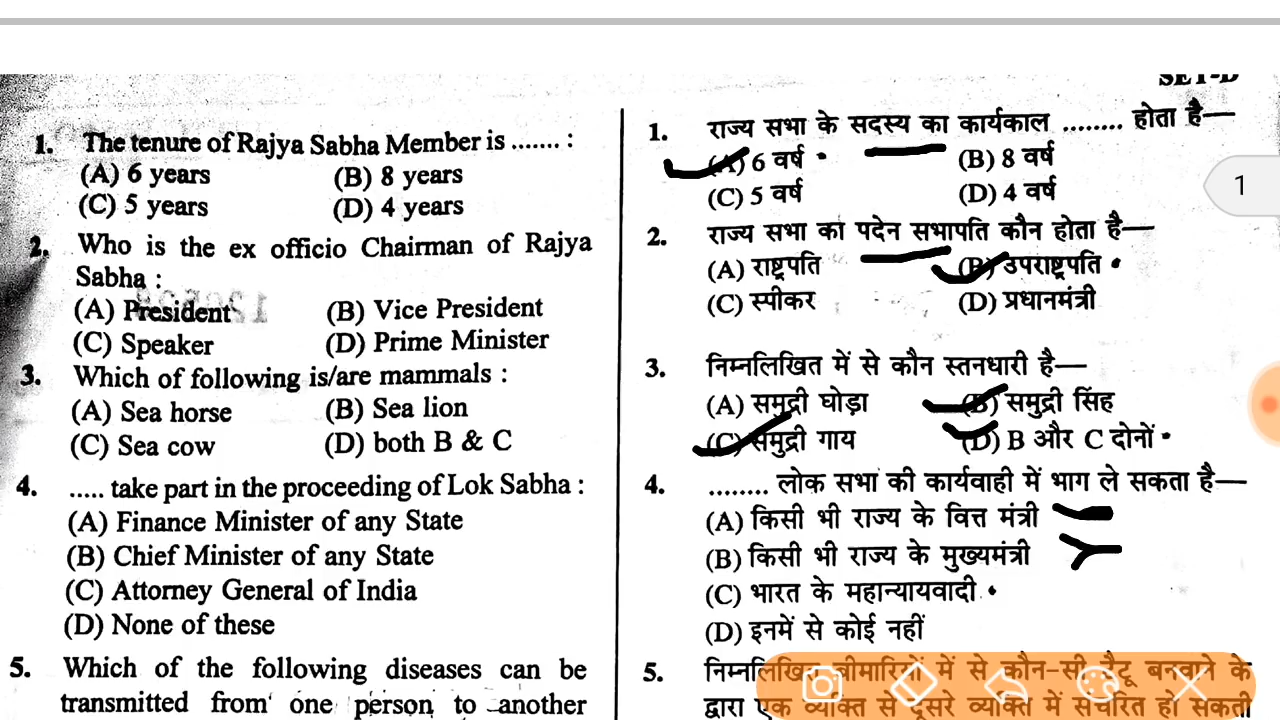 SET-D
1. The tenure of Rajya Sabha Member is ....... :
(A) 6 years (B) 8 years
(C) 5 years (D) 4 years
2. Who is the ex officio Chairman of Rajya
Sabha :
(A) President (B) Vice President
(C) Speaker (D) Prime Minister
3. Which of following is/are mammals :
(A) Sea horse (B) Sea lion
(C) Sea cow (D) both B & C
4. ..... take part in the proceeding of Lok Sabha :
(A) Finance Minister of any State
(B) Chief Minister of any State
(C) Attorney General of India
(D) None of these
5. Which of the following diseases can be
transmitted from one person to another
1. राज्य सभा के सदस्य का कार्यकाल ........ होता है—
(A) 6 वर्ष (B) 8 वर्ष
(C) 5 वर्ष (D) 4 वर्ष
2. राज्य सभा का पदेन सभापति कौन होता है—
(A) राष्ट्रपति (B) उपराष्ट्रपति
(C) स्पीकर (D) प्रधानमंत्री
3. निम्नलिखित में से कौन स्तनधारी है—
(A) समुद्री घोड़ा (B) समुद्री सिंह
(C) समुद्री गाय (D) B और C दोनों
4. ........ लोक सभा की कार्यवाही में भाग ले सकता है—
(A) किसी भी राज्य के वित्त मंत्री
(B) किसी भी राज्य के मुख्यमंत्री
(C) भारत के महान्यायवादी
(D) इनमें से कोई नहीं
5. निम्नलिखित बीमारियों में से कौन-सी टैटू बनवाने के
द्वारा एक व्यक्ति से दूसरे व्यक्ति में संचरित हो सकती
1